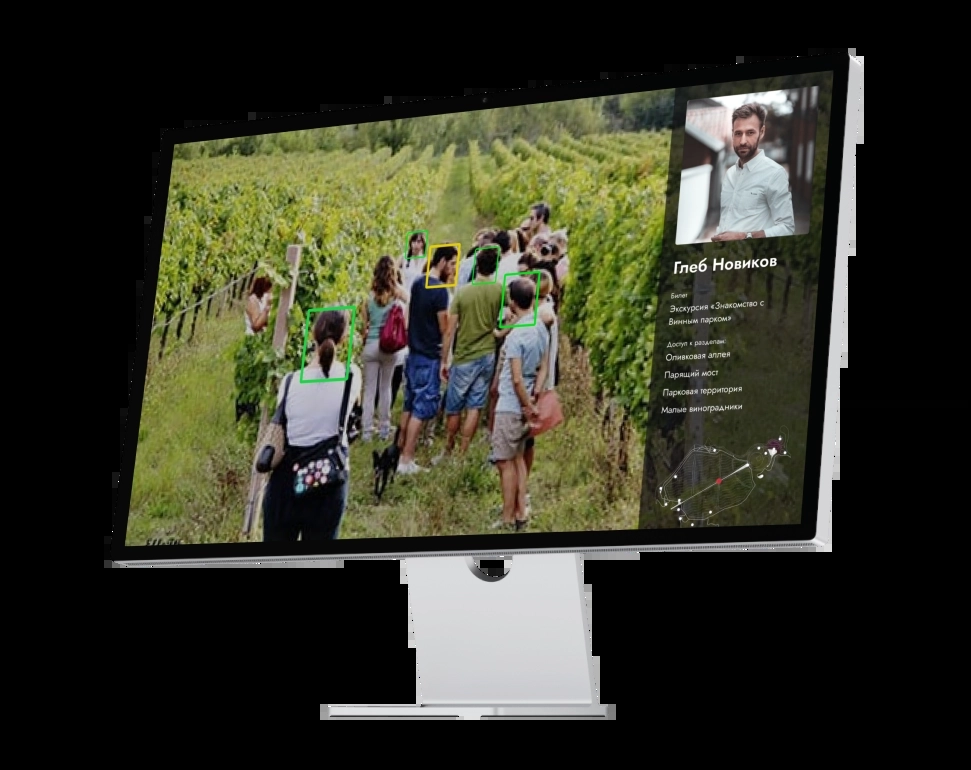 Глеб Новиков
Билет
Экскурсия «Знакомство с
Винным парком»
Доступ к разделам:
Оливковая аллея
Парящий мост
Парковая территория
Малые виноградники